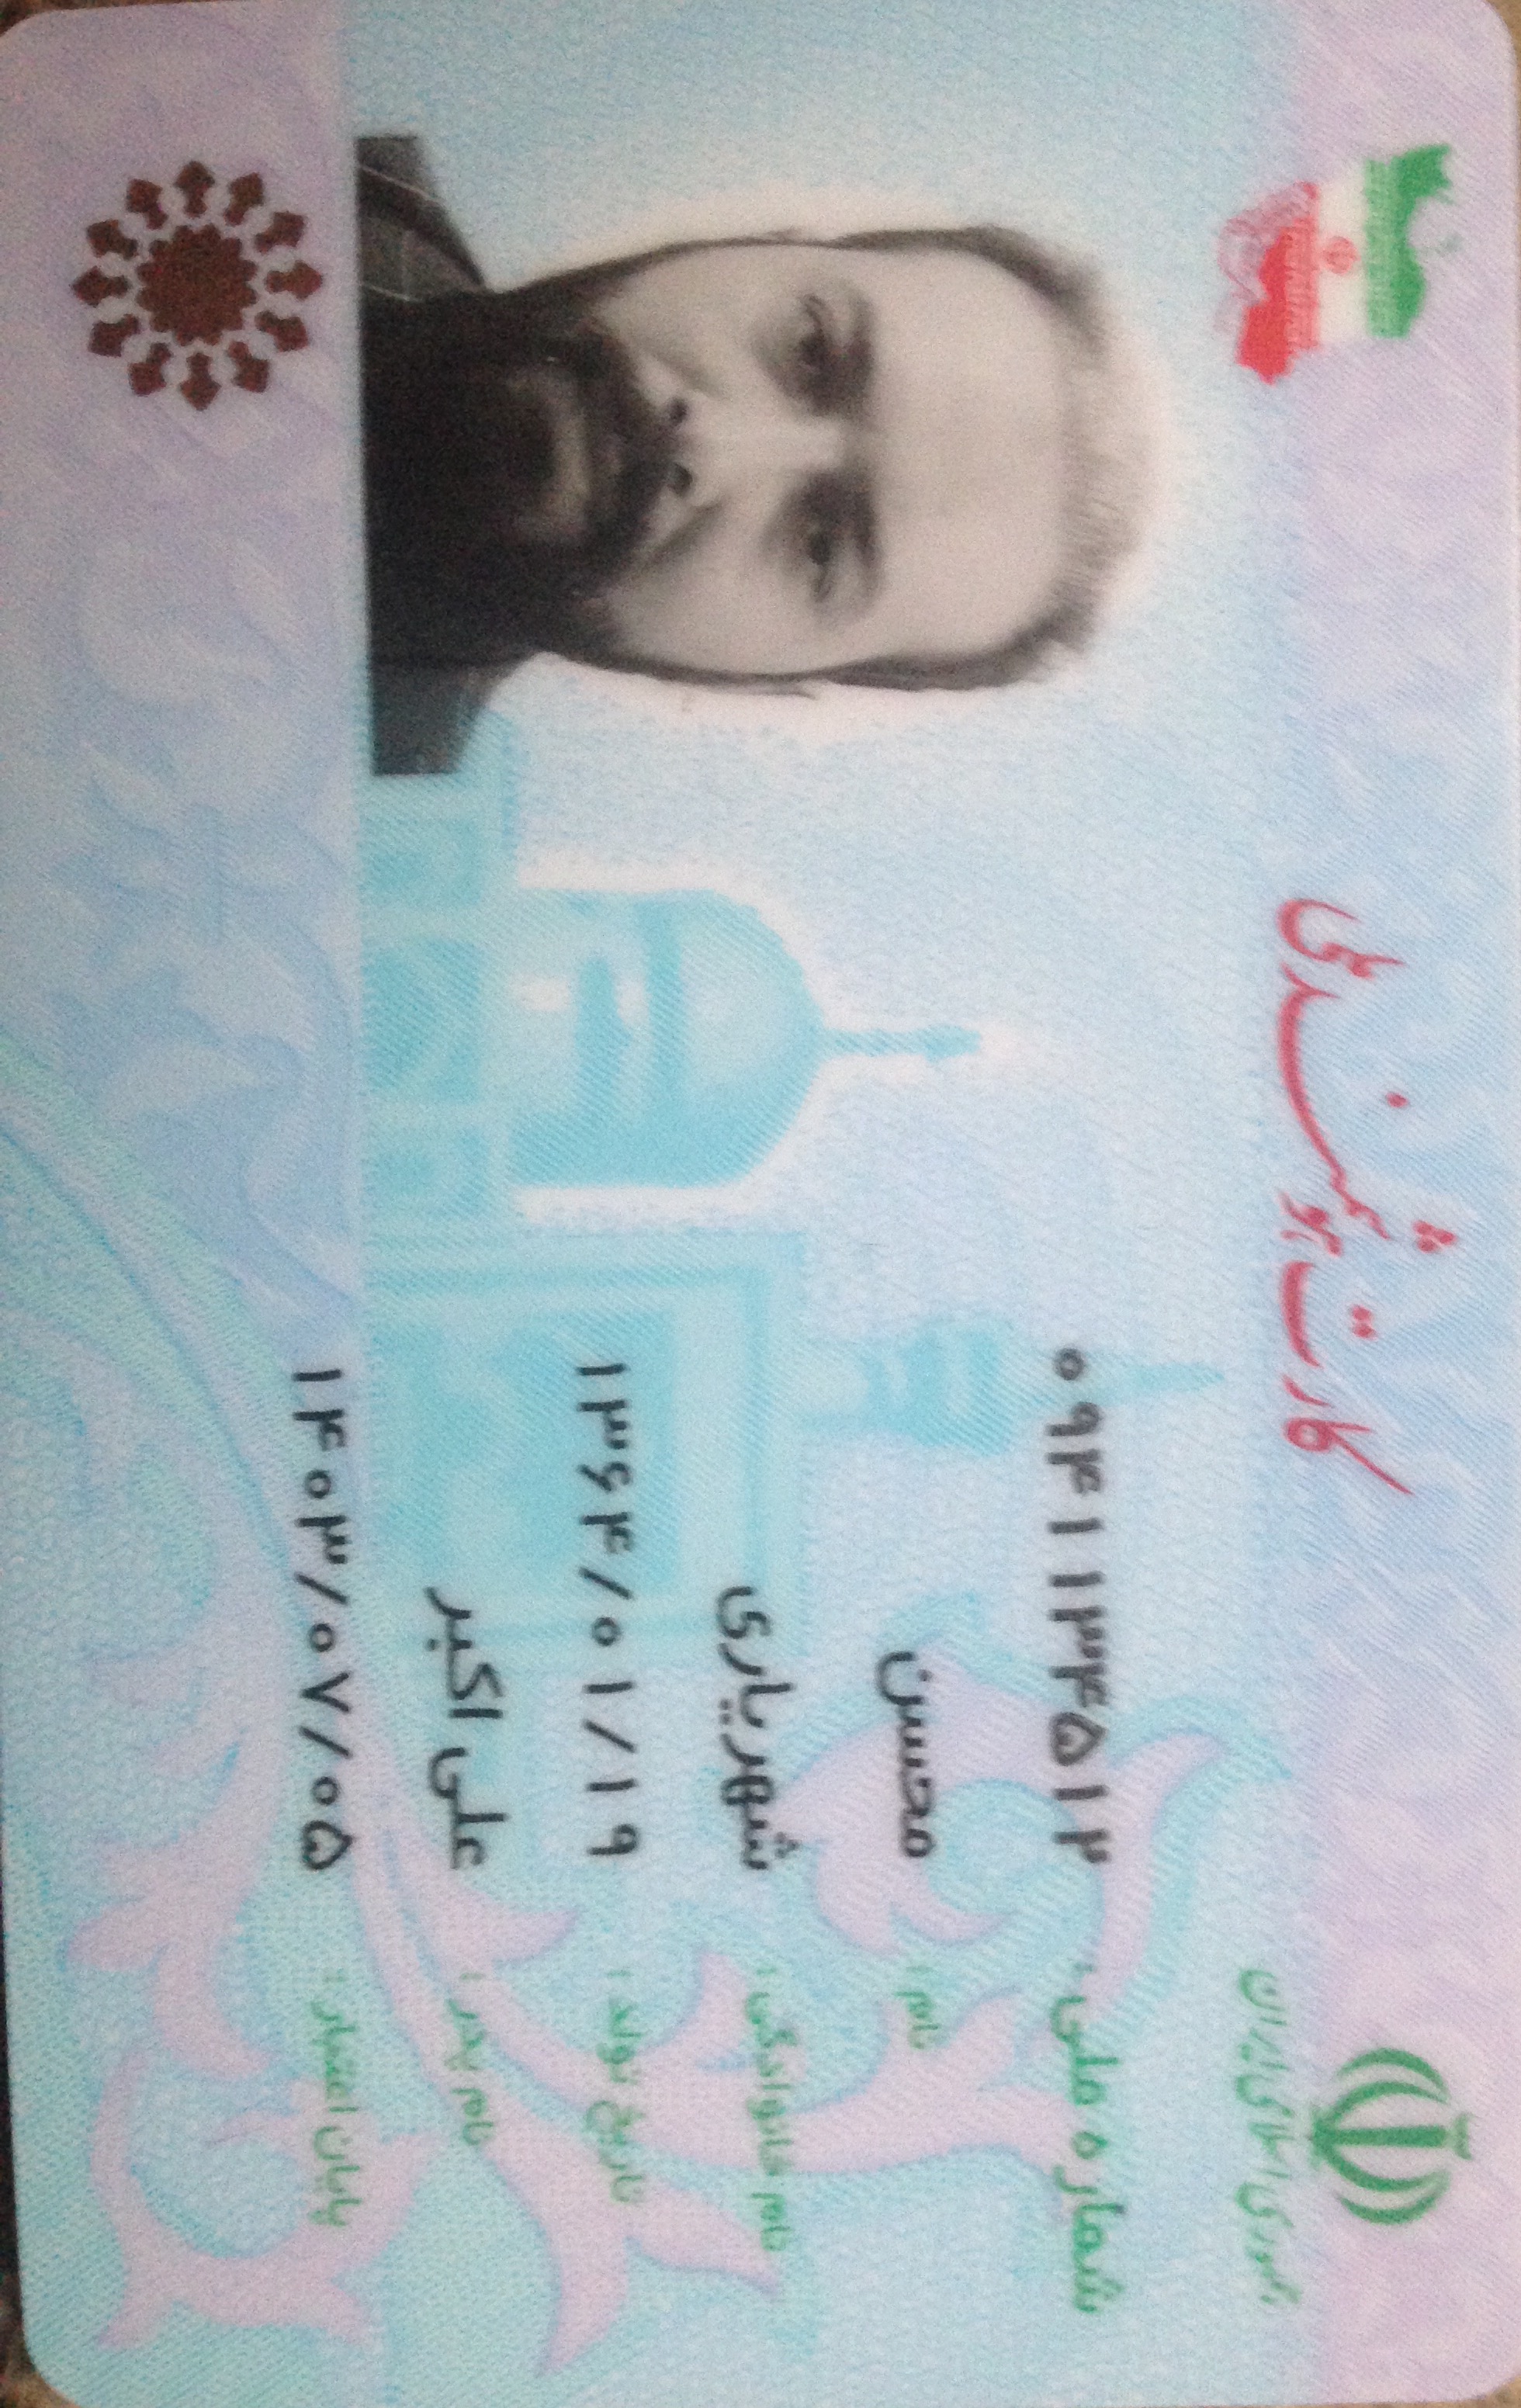 جمهوری اسلامی ایران
کارت هوشمند ملی
شماره ملی: ۰۹۴۱۱۳۴۵۱۲
نام: محسن
نام خانوادگی: شهریاری
تاریخ تولد: ۱۳۶۴/۰۱/۱۹
نام پدر: علی اکبر
پایان اعتبار: ۱۴۰۳/۰۷/۰۵